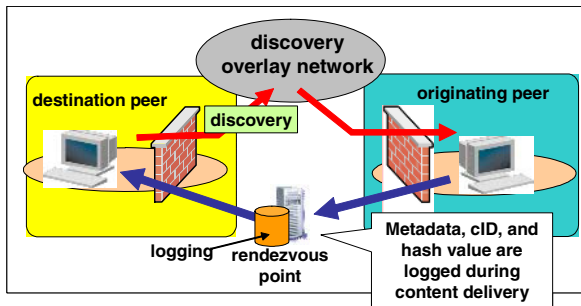 discovery
overlay network
destination peer
originating peer
discovery
logging
rendezvous
point
Metadata, cID, and
hash value are
logged during
content delivery